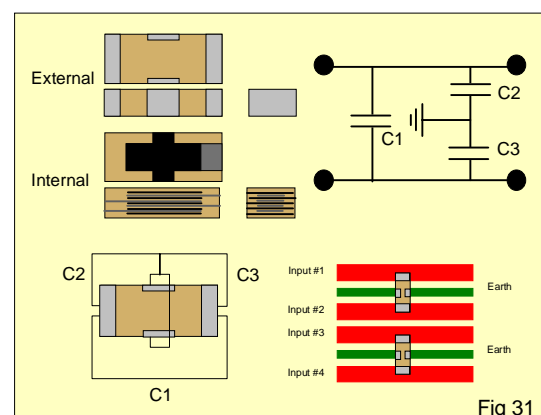 External
Internal
C1
C2
C3
C2
C3
C1
Input #1
Earth
Input #2
Input #3
Earth
Input #4
Fig 31